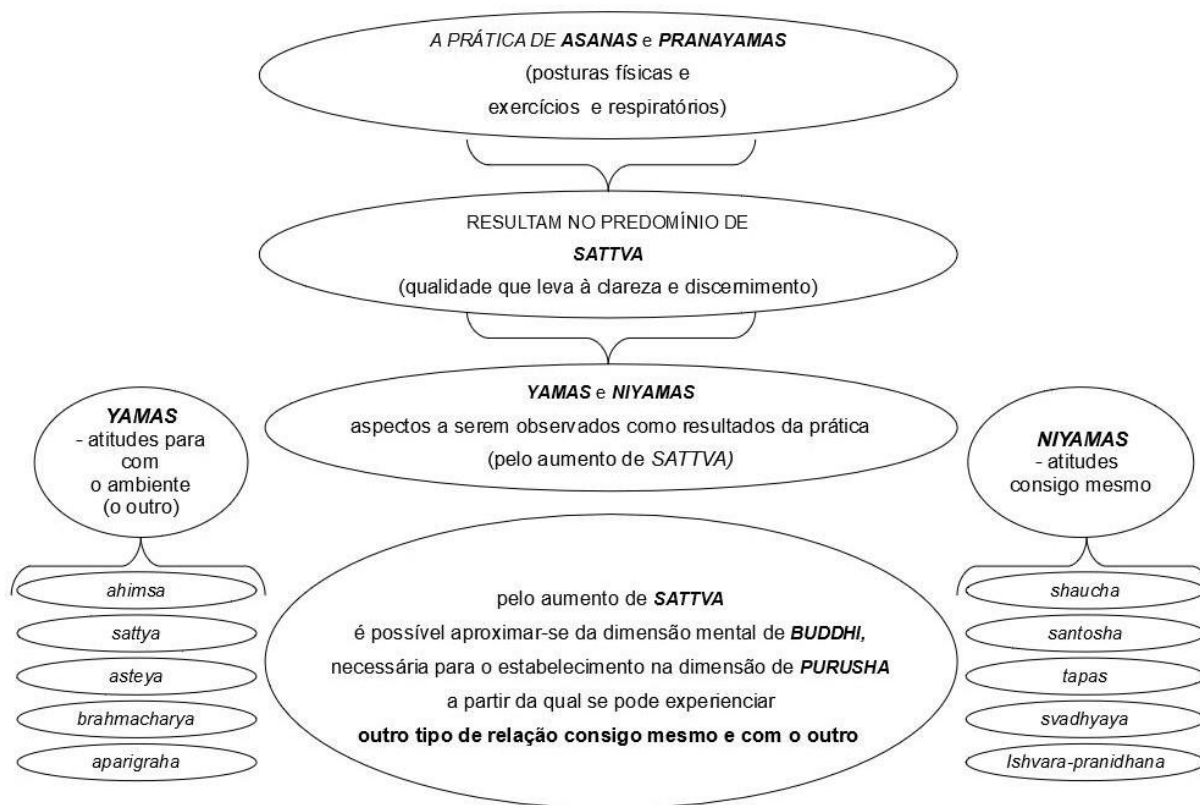 A PRÁTICA DE ASANAS e PRANAYAMAS
(posturas físicas e
exercícios e respiratórios)
RESULTAM NO PREDOMÍNIO DE
SATTVA
(qualidade que leva à clareza e discernimento)
YAMAS e NIYAMAS
aspectos a serem observados como resultados da prática
(pelo aumento de SATTVA)
YAMAS
- atitudes para
com
o ambiente
(o outro)
ahimsa
sattya
asteya
brahmacharya
aparigraha
pelo aumento de SATTVA
é possível aproximar-se da dimensão mental de BUDDHI,
necessária para o estabelecimento na dimensão de PURUSHA
a partir da qual se pode experienciar
outro tipo de relação consigo mesmo e com o outro
NIYAMAS
- atitudes
consigo mesmo
shaucha
santosha
tapas
svadhyaya
Ishvara-pranidhana